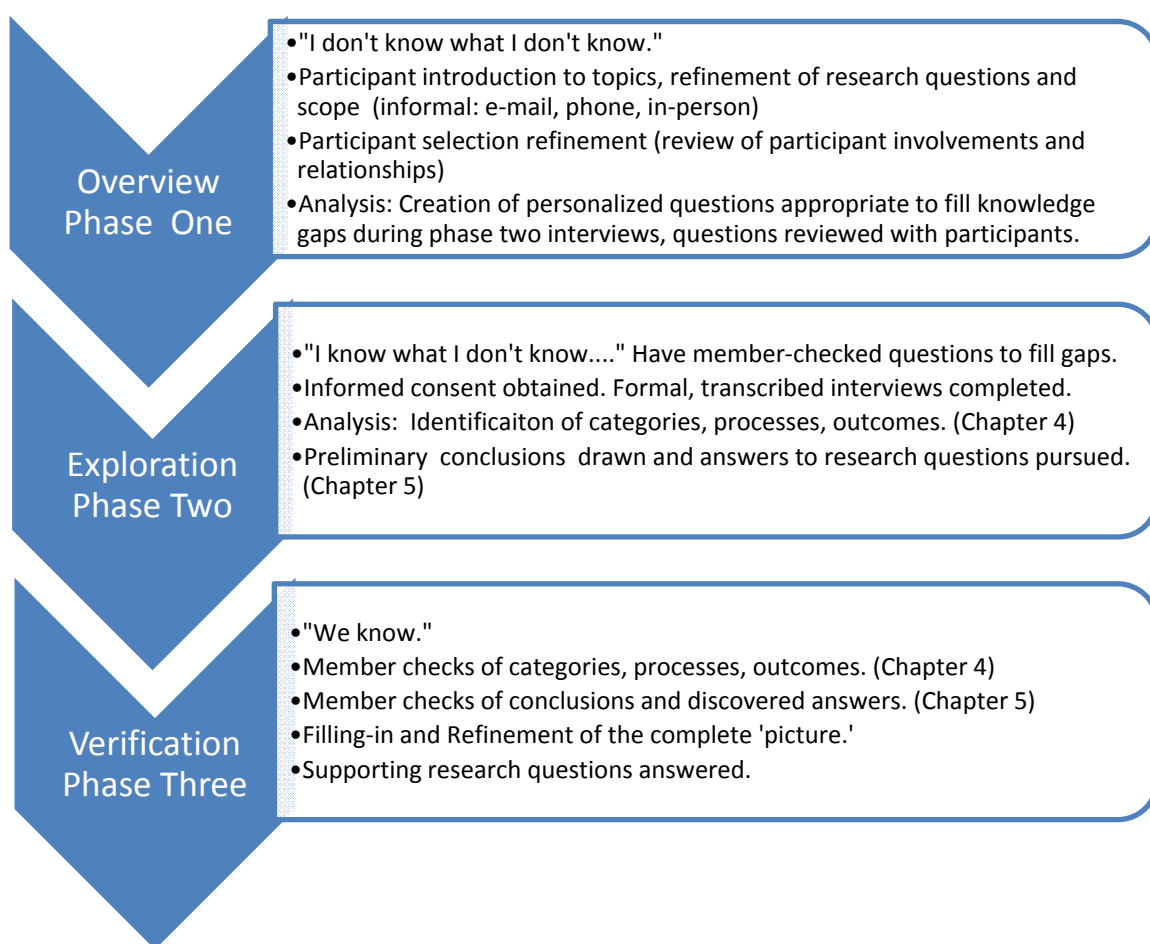 •"I don't know what I don't know."
•Participant introduction to topics, refinement of research questions and
scope (informal: e-mail, phone, in-person)
•Participant selection refinement (review of participant involvements and
relationships)
•Analysis: Creation of personalized questions appropriate to fill knowledge
gaps during phase two interviews, questions reviewed with participants.
Overview
Phase One
•"I know what I don't know...." Have member-checked questions to fill gaps.
•Informed consent obtained. Formal, transcribed interviews completed.
•Analysis: Identificaiton of categories, processes, outcomes. (Chapter 4)
•Preliminary conclusions drawn and answers to research questions pursued.
(Chapter 5)
Exploration
Phase Two
•"We know."
•Member checks of categories, processes, outcomes. (Chapter 4)
•Member checks of conclusions and discovered answers. (Chapter 5)
•Filling-in and Refinement of the complete 'picture.'
•Supporting research questions answered.
Verification
Phase Three